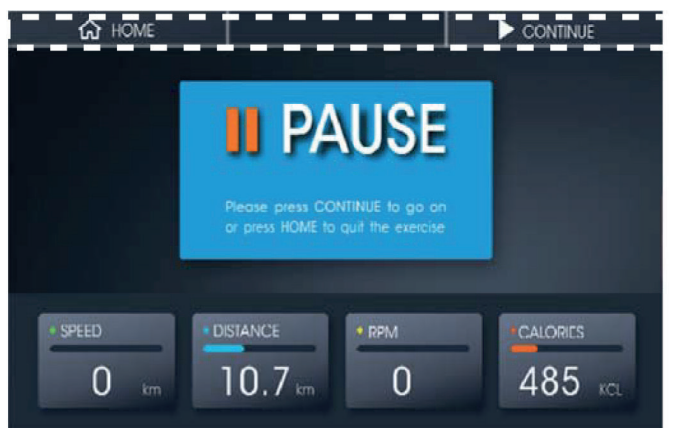 HOME
CONTINUE
PAUSE
Please press CONTINUE to go on
or press HOME to quit the exercise
SPEED
0 km
DISTANCE
10.7 km
RPM
0
CALORIES
485 KCL